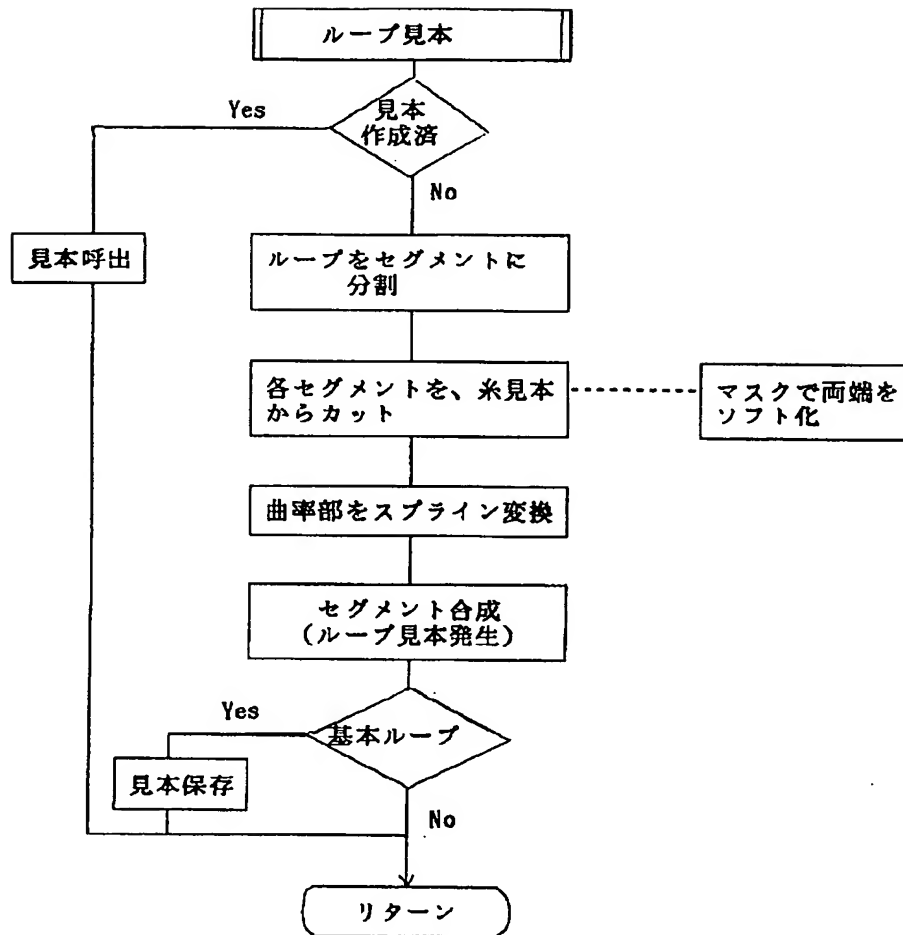 ループ見本
見本
作成済
Yes
No
見本呼出
ループをセグメントに
分割
各セグメントを、糸見本
からカット
マスクで両端を
ソフト化
曲率部をスプライン変換
セグメント合成
(ループ見本発生)
基本ループ
Yes
見本保存
No
リターン